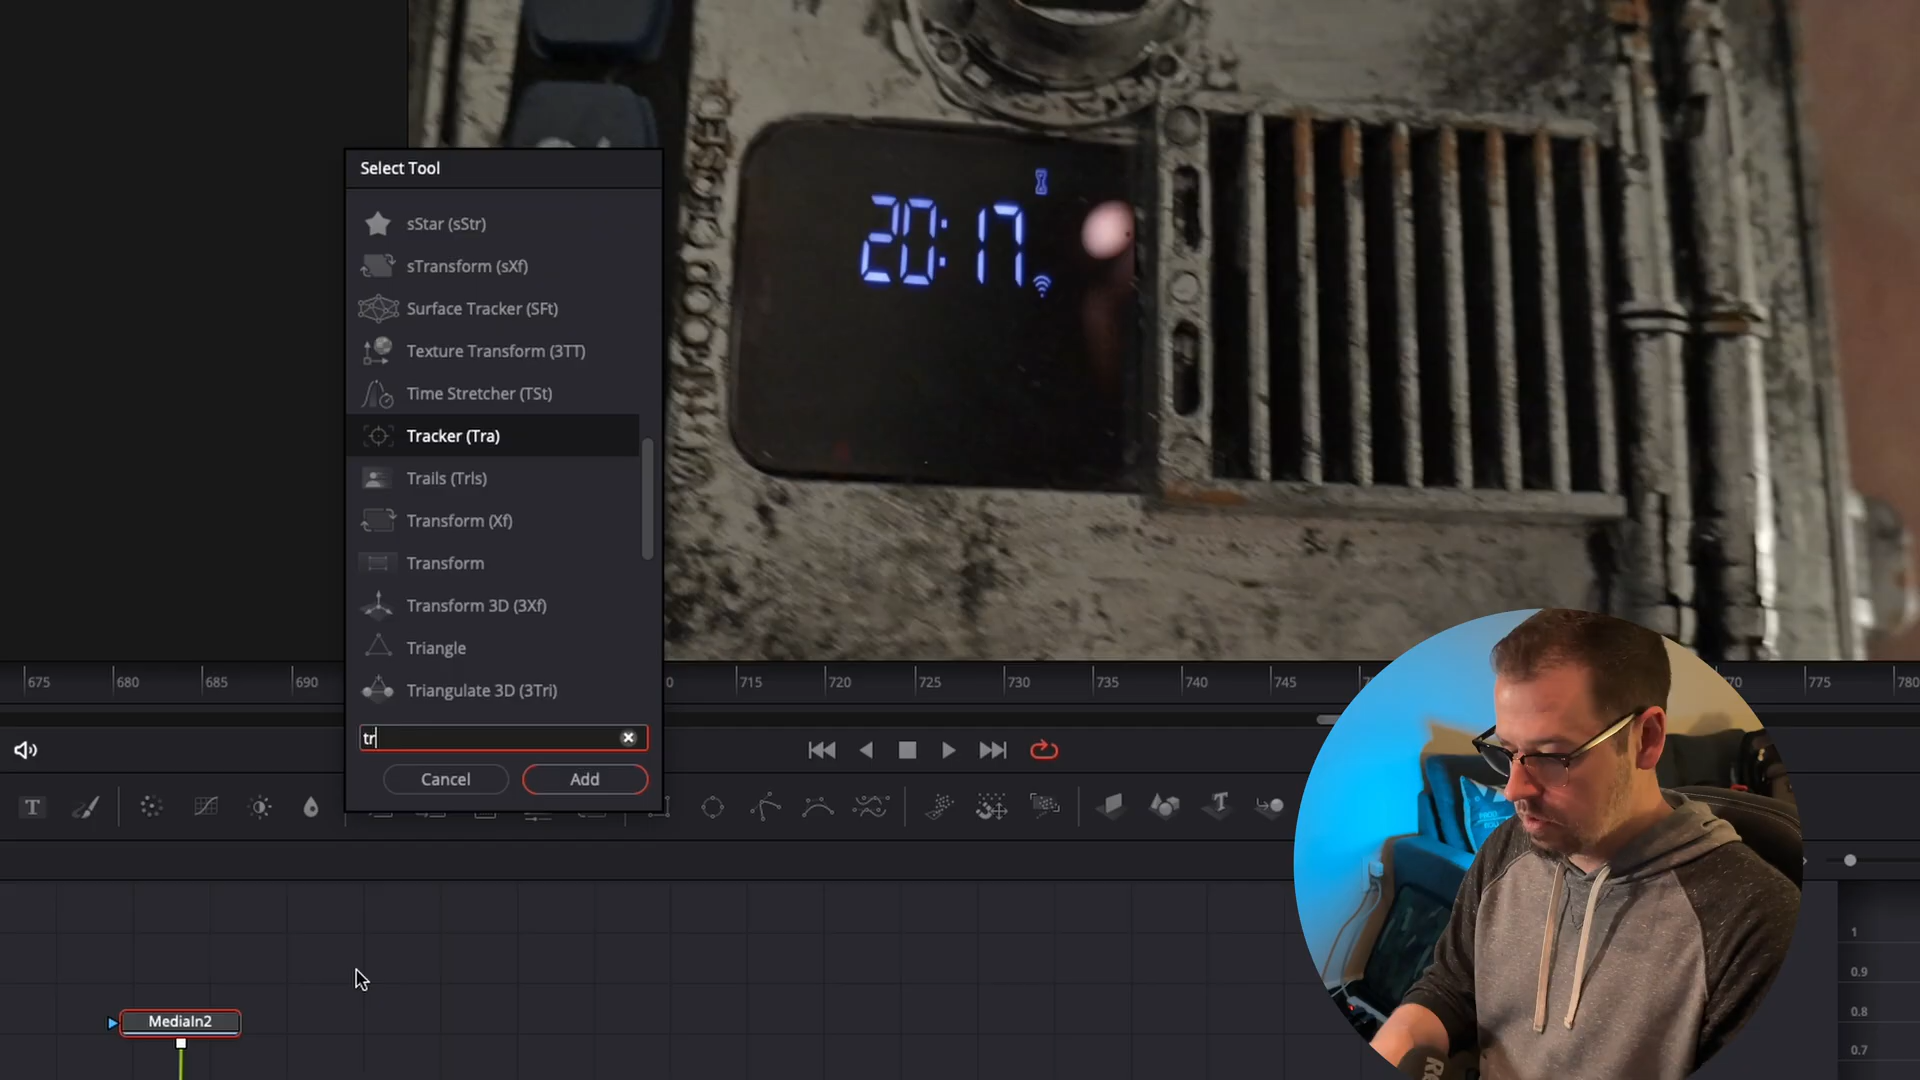 Select Tool
sStar (sStr)
sTransform (sXf)
Surface Tracker (SFt)
Texture Transform (3TT)
Time Stretcher (TSt)
Tracker (Tra)
Trails (Trls)
Transform (Xf)
Transform
Transform 3D (3Xf)
Triangle
Triangulate 3D (3Tri)
tr
Cancel
Add
20:17
675
680
685
690
715
720
725
730
735
740
745
775
780
T
T
MediaIn2
1
0.9
0.8
0.7